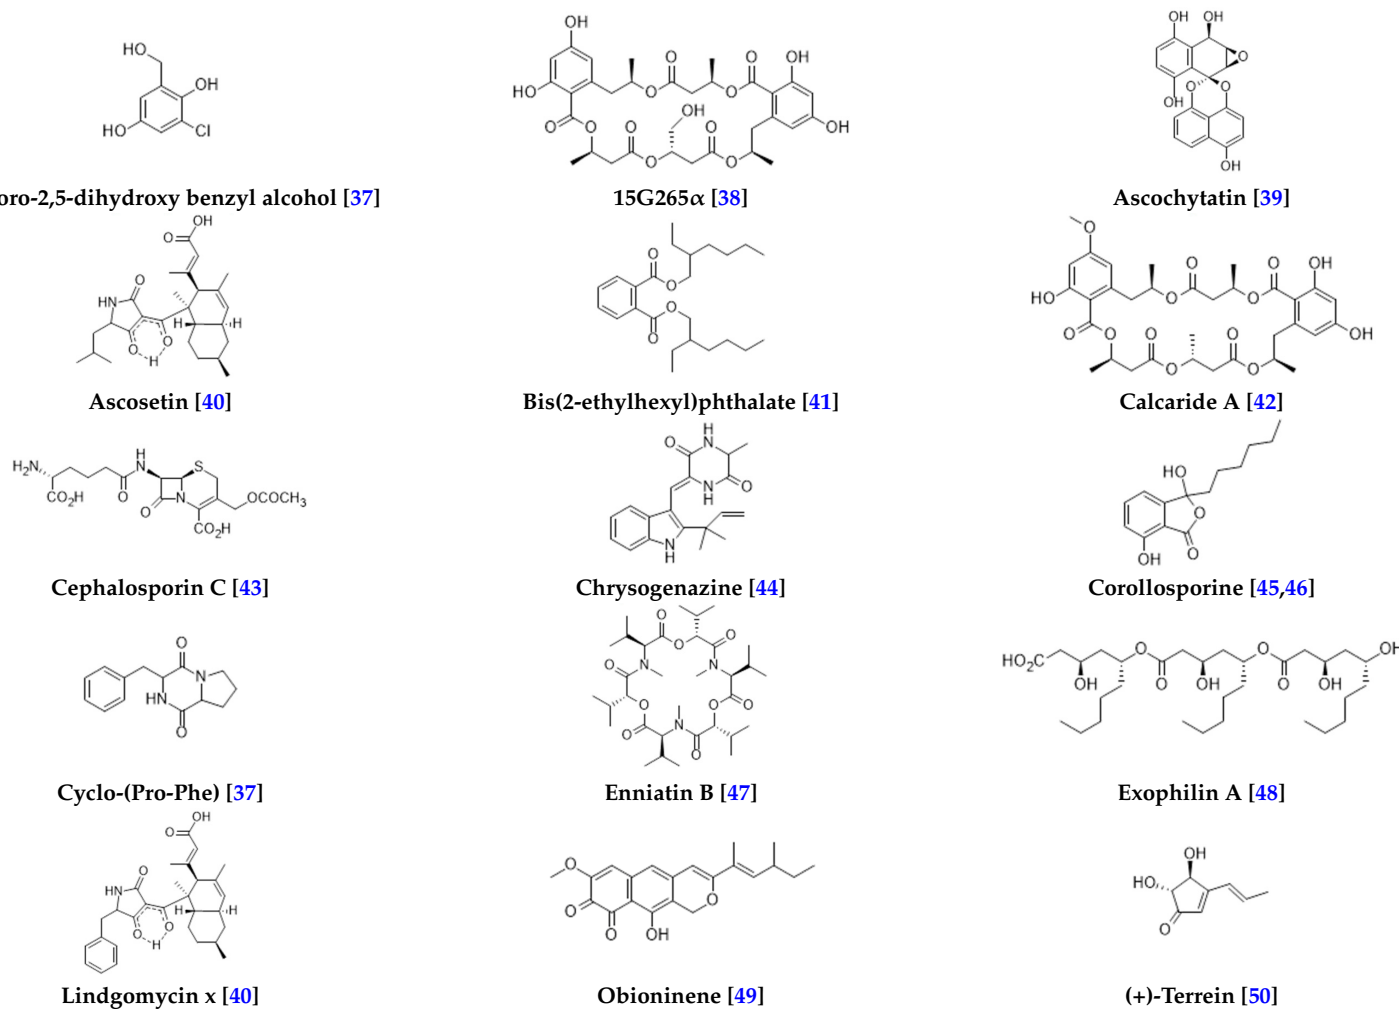 oro-2,5-dihydroxy benzyl alcohol [37]
15G265α [38]
Ascochytatin [39]
Ascosetin [40]
Bis(2-ethylhexyl)phthalate [41]
Calcaride A [42]
Cephalosporin C [43]
Chrysogenazine [44]
Corollosporine [45,46]
Cyclo-(Pro-Phe) [37]
Enniatin B [47]
Exophilin A [48]
Lindgomycin x [40]
Obioninene [49]
(+)-Terrein [50]